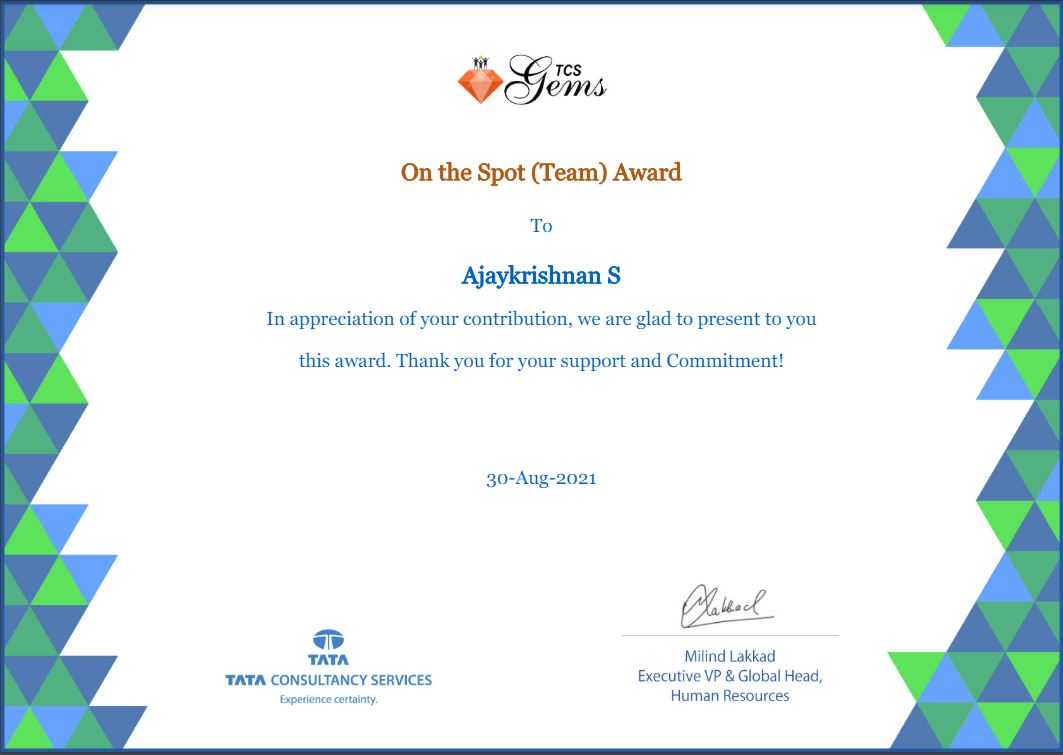 TCS
Gems
On the Spot (Team) Award
To
Ajaykrishnan S
In appreciation of your contribution, we are glad to present to you
this award. Thank you for your support and Commitment!
30-Aug-2021
TATA
TATA CONSULTANCY SERVICES
Experience certainty.
Milind Lakkad
Executive VP & Global Head,
Human Resources